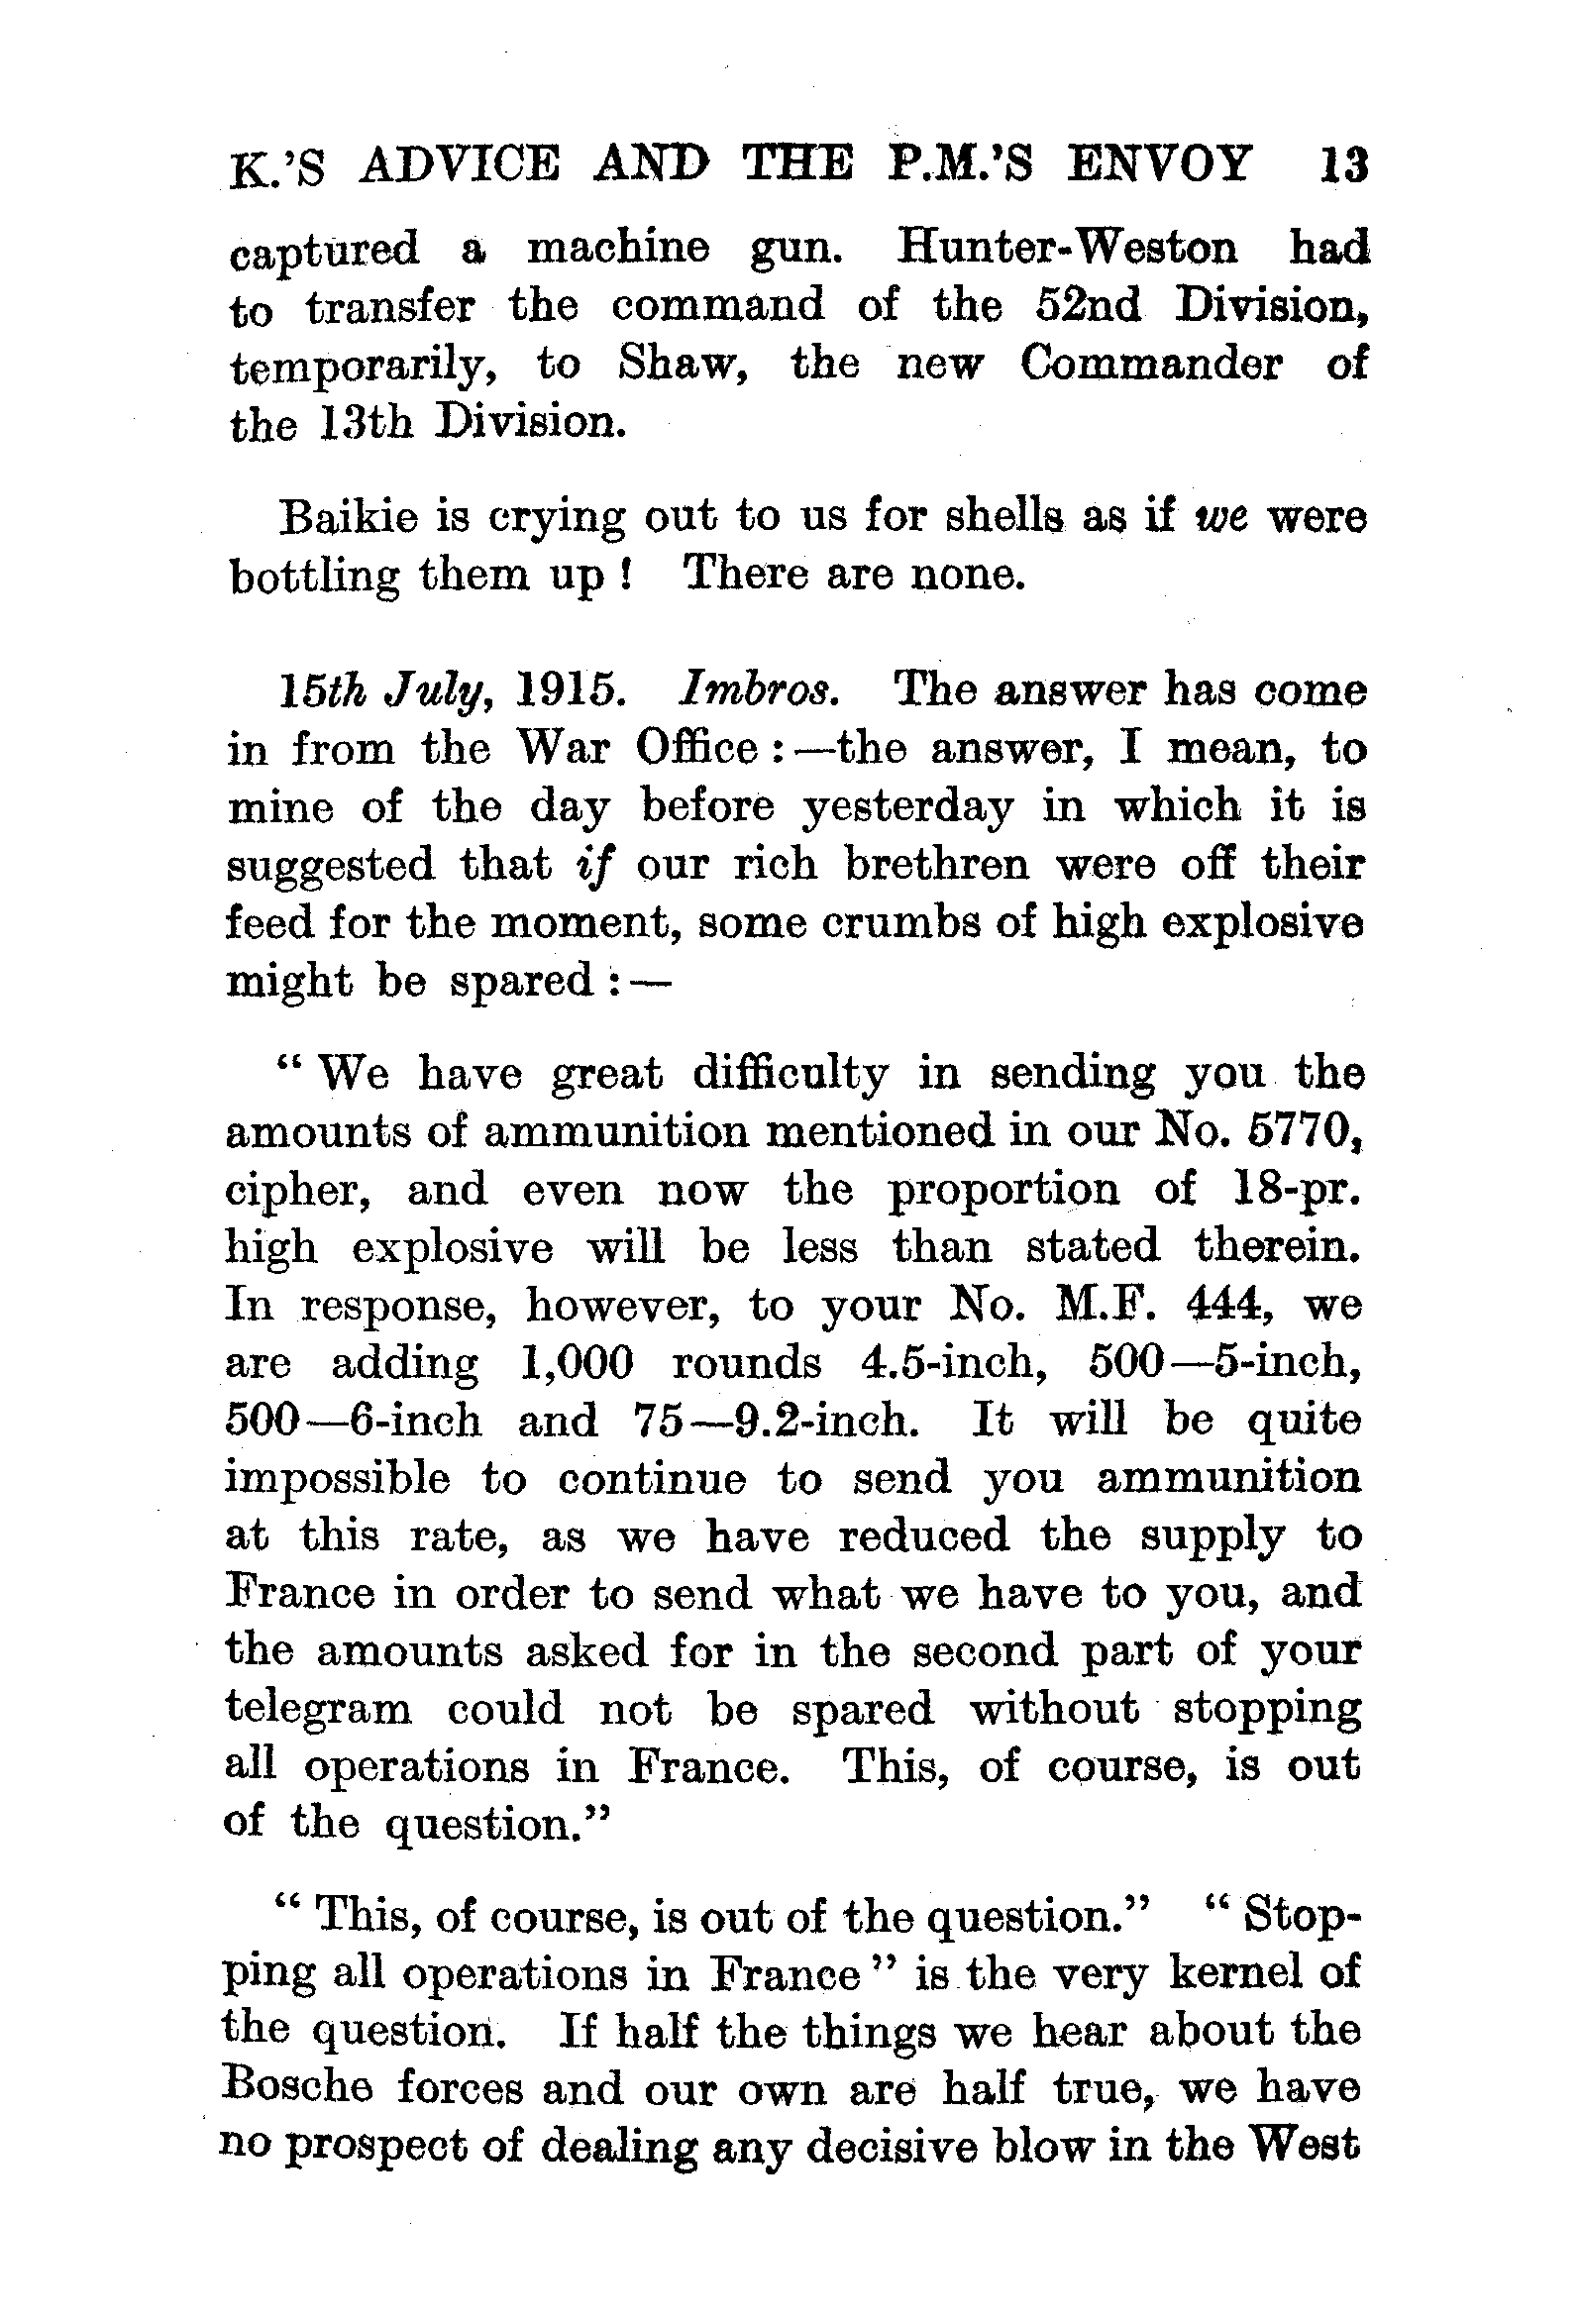 K.'S ADVICE AND THE P.M.'S ENVOY 13
captured a machine gun. Hunter-Weston had
to transfer the command of the 52nd Division,
temporarily, to Shaw, the new Commander of
the 13th Division.
Baikie is crying out to us for shells as if we were
bottling them up ! There are none.
15th July, 1915. Imbros. The answer has come
in from the War Office :—the answer, I mean, to
mine of the day before yesterday in which it is
suggested that if our rich brethren were off their
feed for the moment, some crumbs of high explosive
might be spared :—
" We have great difficulty in sending you the
amounts of ammunition mentioned in our No. 5770,
cipher, and even now the proportion of 18-pr.
high explosive will be less than stated therein.
In response, however, to your No. M.F. 444, we
are adding 1,000 rounds 4.5-inch, 500—5-inch,
500—6-inch and 75—9.2-inch. It will be quite
impossible to continue to send you ammunition
at this rate, as we have reduced the supply to
France in order to send what we have to you, and
the amounts asked for in the second part of your
telegram could not be spared without stopping
all operations in France. This, of course, is out
of the question."
" This, of course, is out of the question." " Stop-
ping all operations in France " is the very kernel of
the question. If half the things we hear about the
Bosche forces and our own are half true, we have
no prospect of dealing any decisive blow in the West